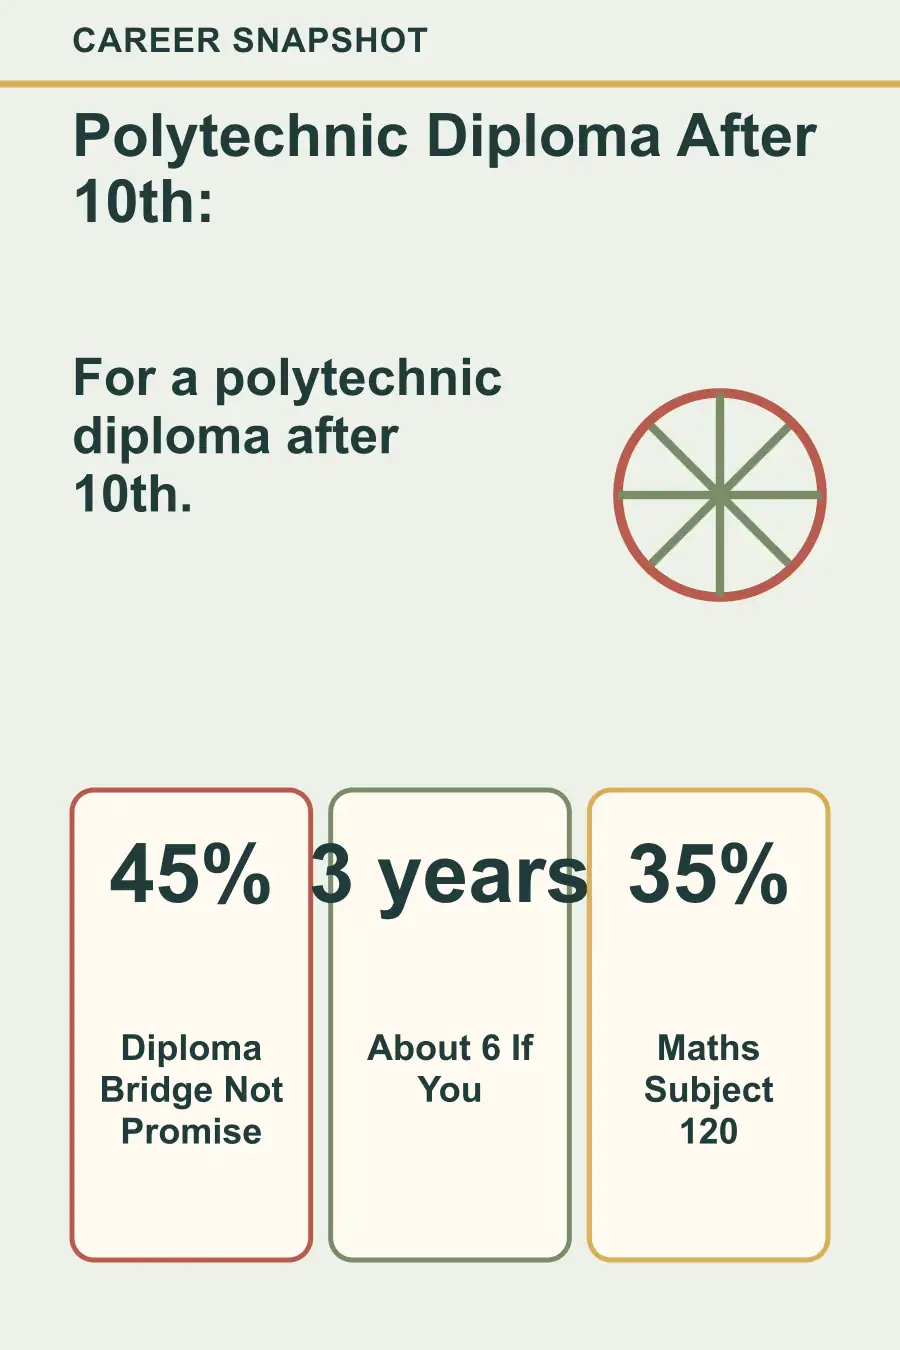 CAREER SNAPSHOT
Polytechnic Diploma After
10th:
For a polytechnic
diploma after
10th.
45%
Diploma
Bridge Not
Promise
3 years
About 6 If
You
35%
Maths
Subject
120